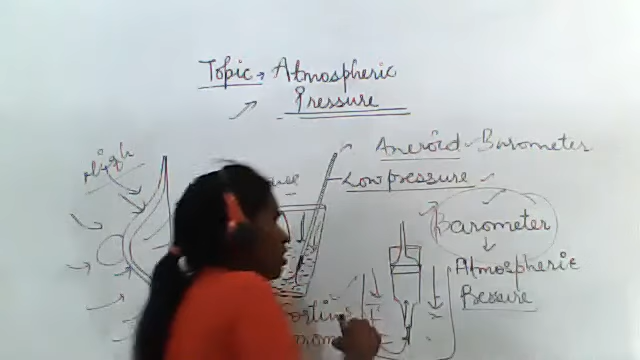 Topic → Atmospheric
Pressure
Aneroid Barometer
High
Low pressure
Barometer
Atmospheric
Pressure